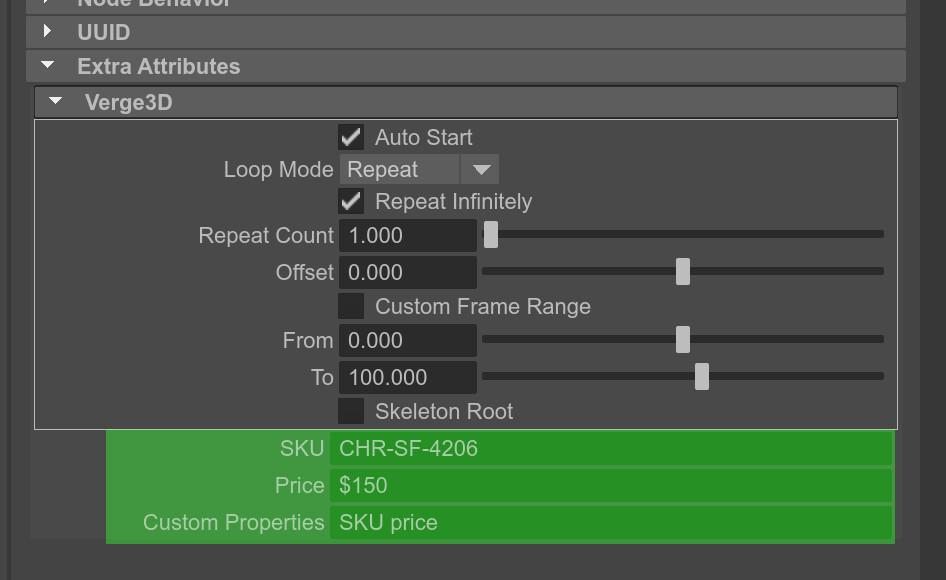 Node Behavior
UUID
Extra Attributes
Verge3D
Auto Start
Loop Mode Repeat
Repeat Infinitely
Repeat Count 1.000
Offset 0.000
Custom Frame Range
From 0.000
To 100.000
Skeleton Root
SKU CHR-SF-4206
Price $150
Custom Properties SKU price